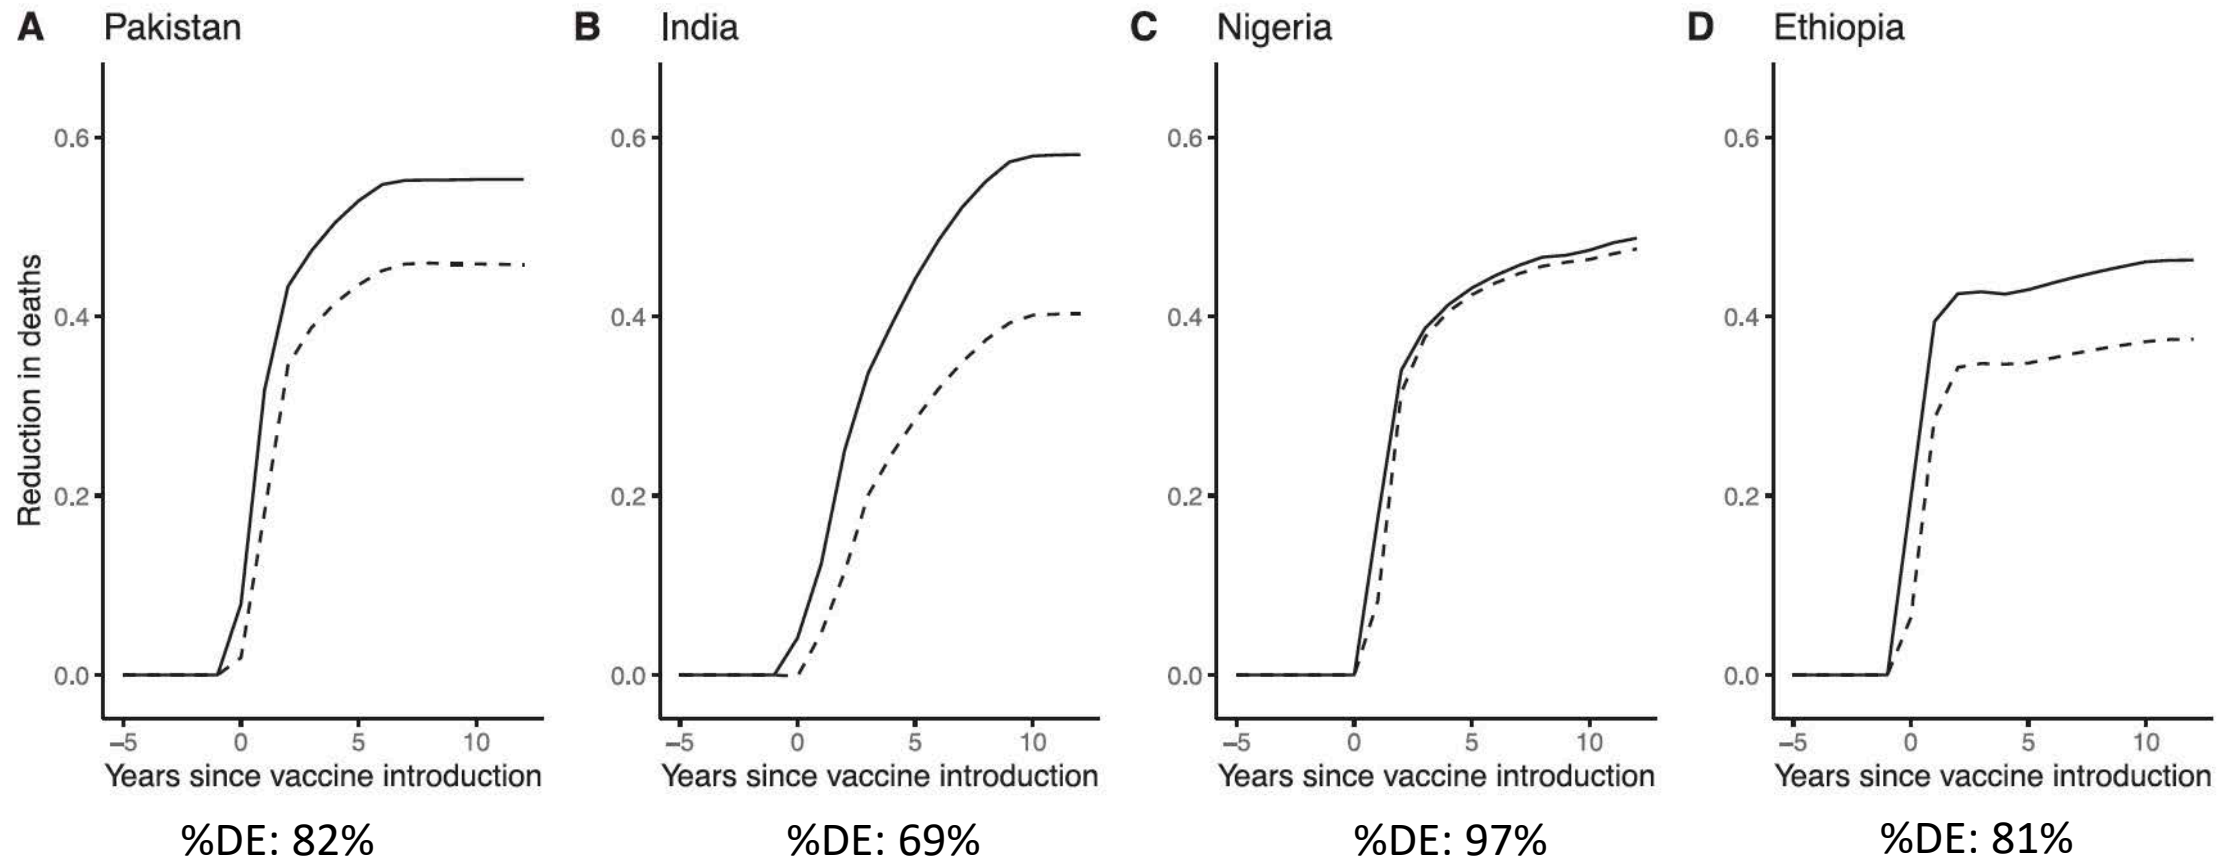 A Pakistan
B India
C Nigeria
D Ethiopia
Reduction in deaths
0.6
0.4
0.2
0.0
–5 0 5 10
Years since vaccine introduction
%DE: 82%
0.6
0.4
0.2
0.0
–5 0 5 10
Years since vaccine introduction
%DE: 69%
0.6
0.4
0.2
0.0
–5 0 5 10
Years since vaccine introduction
%DE: 97%
0.6
0.4
0.2
0.0
–5 0 5 10
Years since vaccine introduction
%DE: 81%